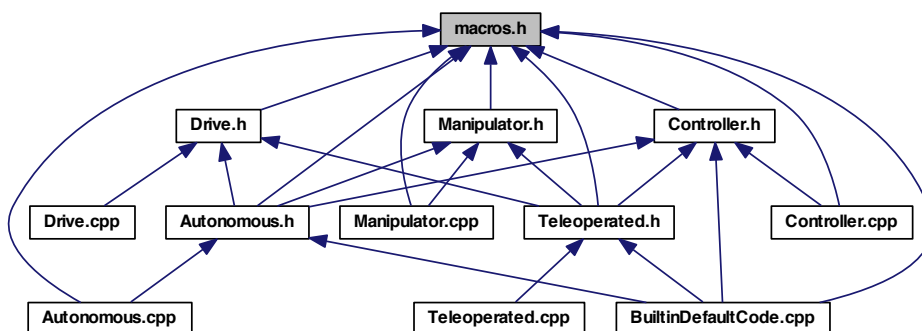 macros.h
Drive.h
Manipulator.h
Controller.h
Drive.cpp
Autonomous.h
Manipulator.cpp
Teleoperated.h
Controller.cpp
Autonomous.cpp
Teleoperated.cpp
BuiltinDefaultCode.cpp